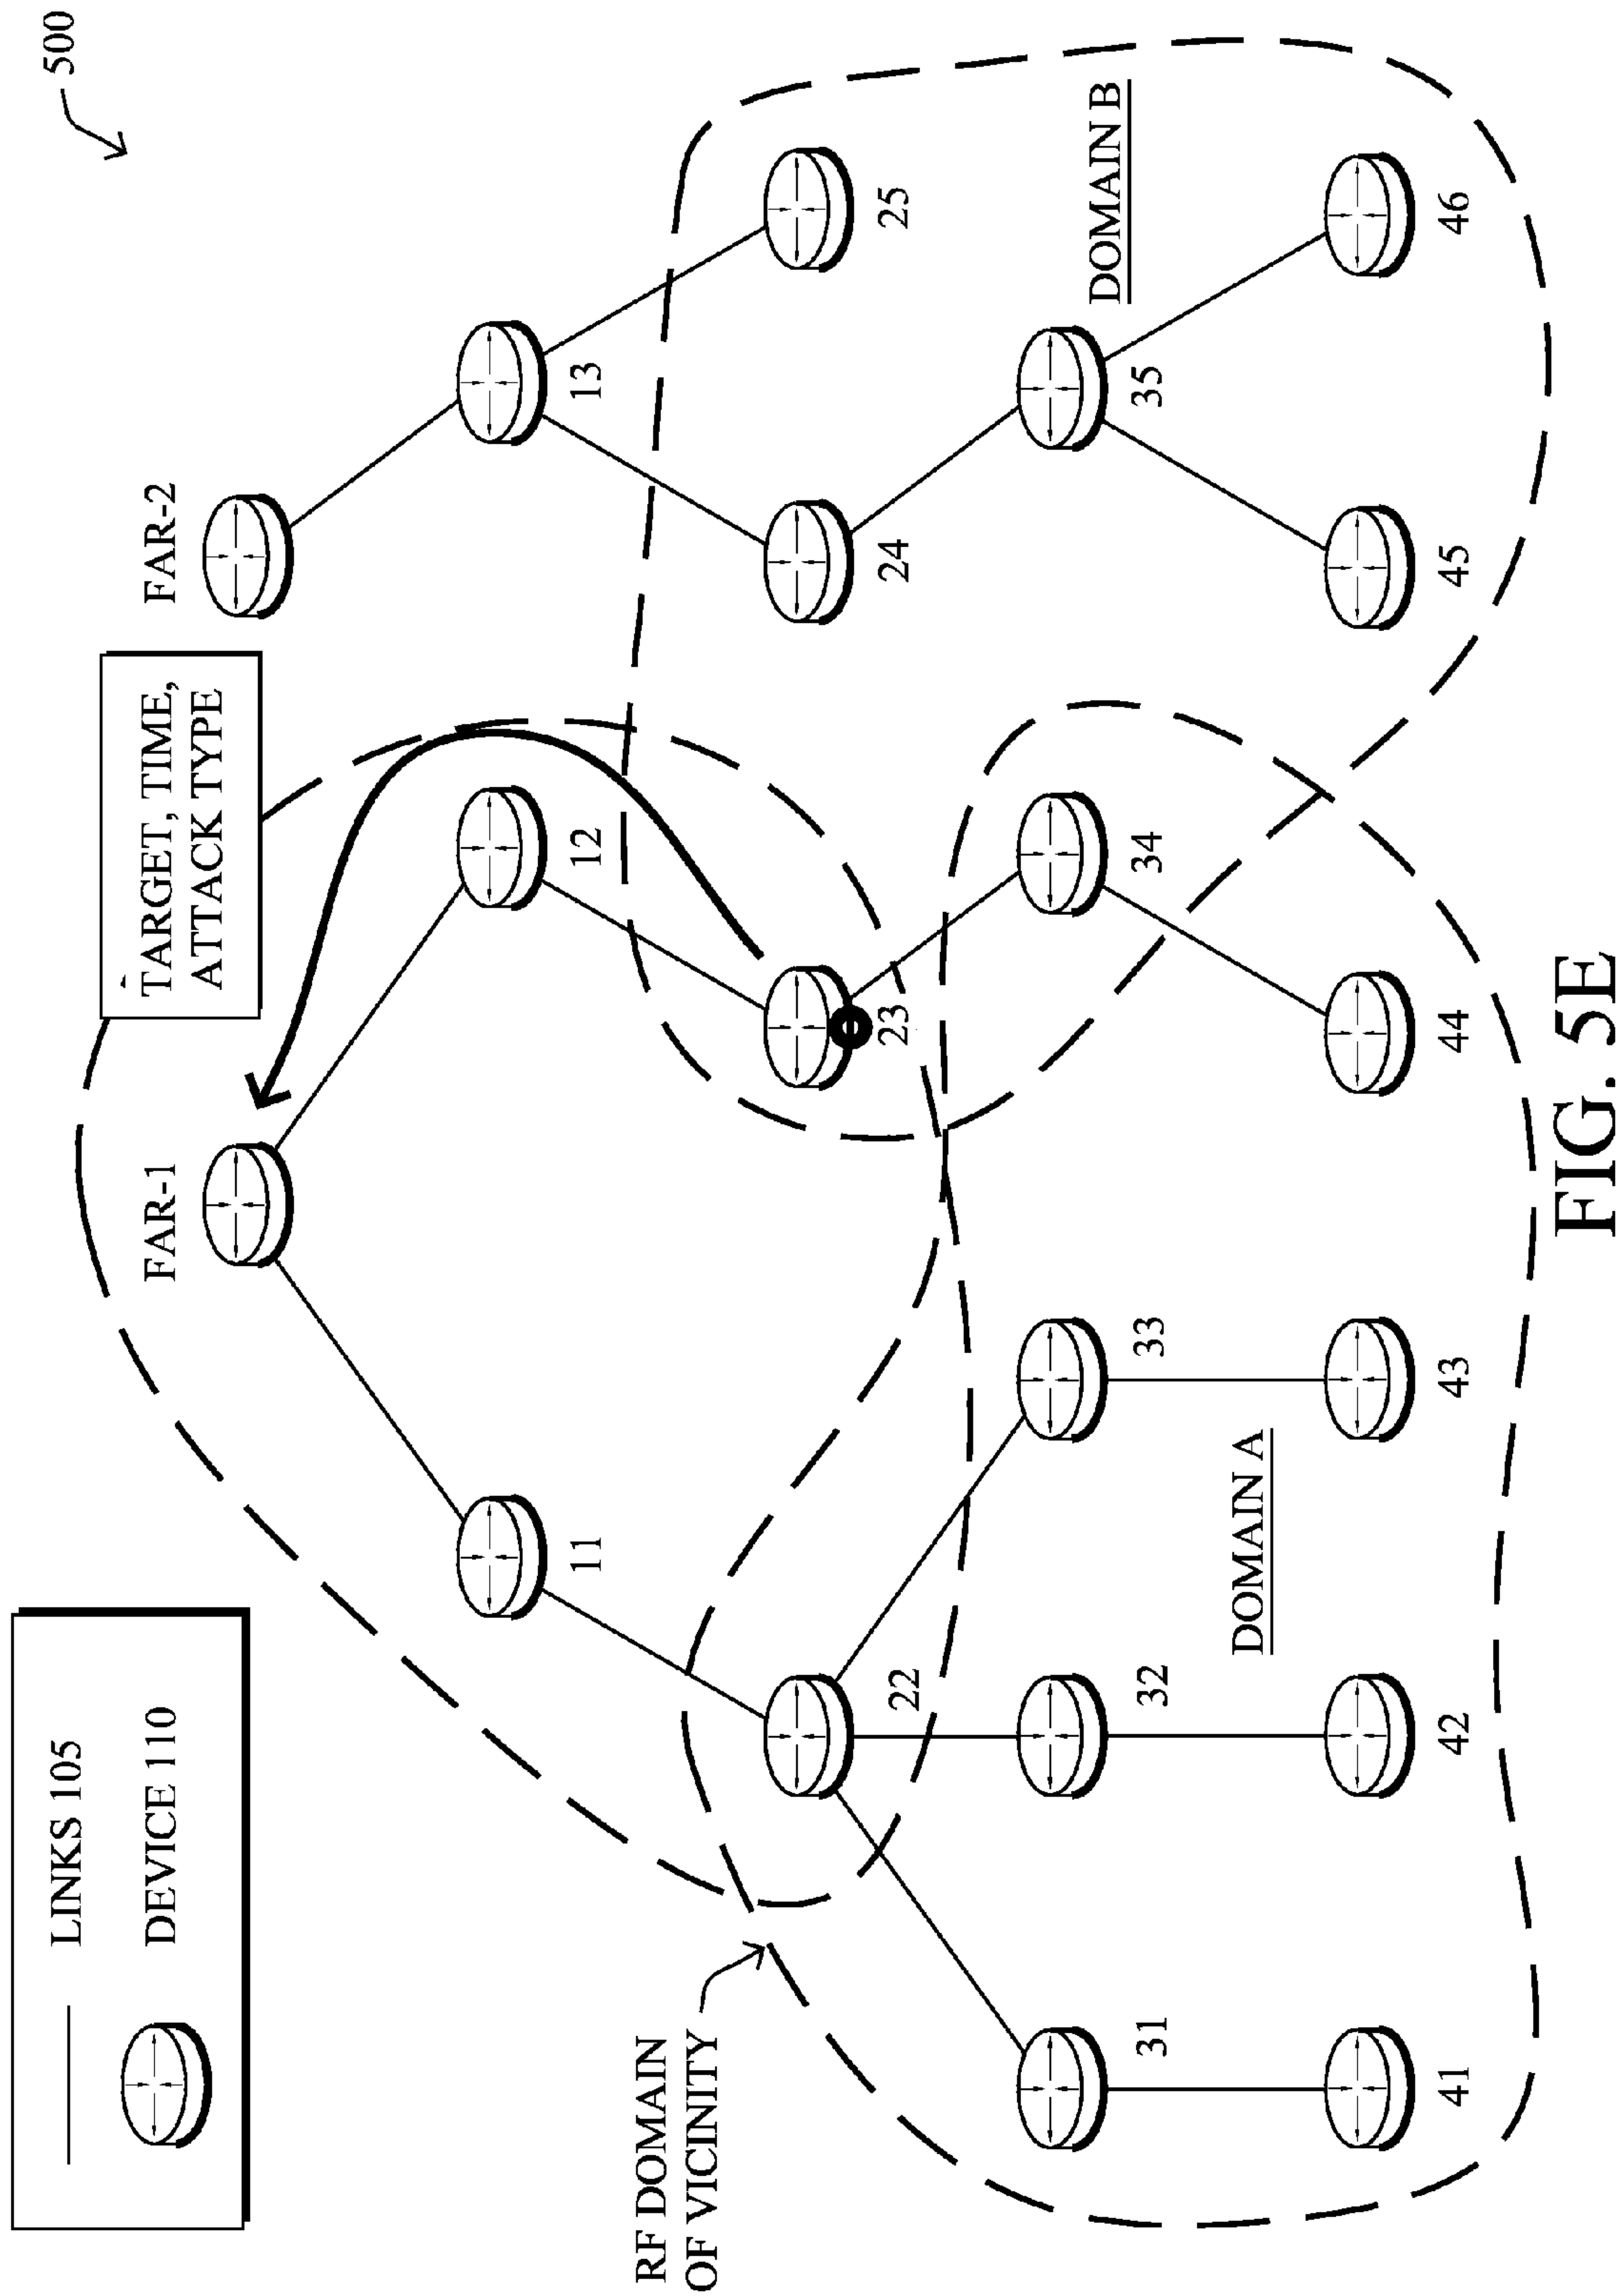 500
LINKS 105
DEVICE 110
TARGET, TIME,
ATTACK TYPE
FAR-1
FAR-2
11
12
13
22
23
24
25
RF DOMAIN
OF VICINITY
31
32
33
34
35
DOMAIN A
DOMAIN B
41
42
43
44
45
46
FIG. 5E